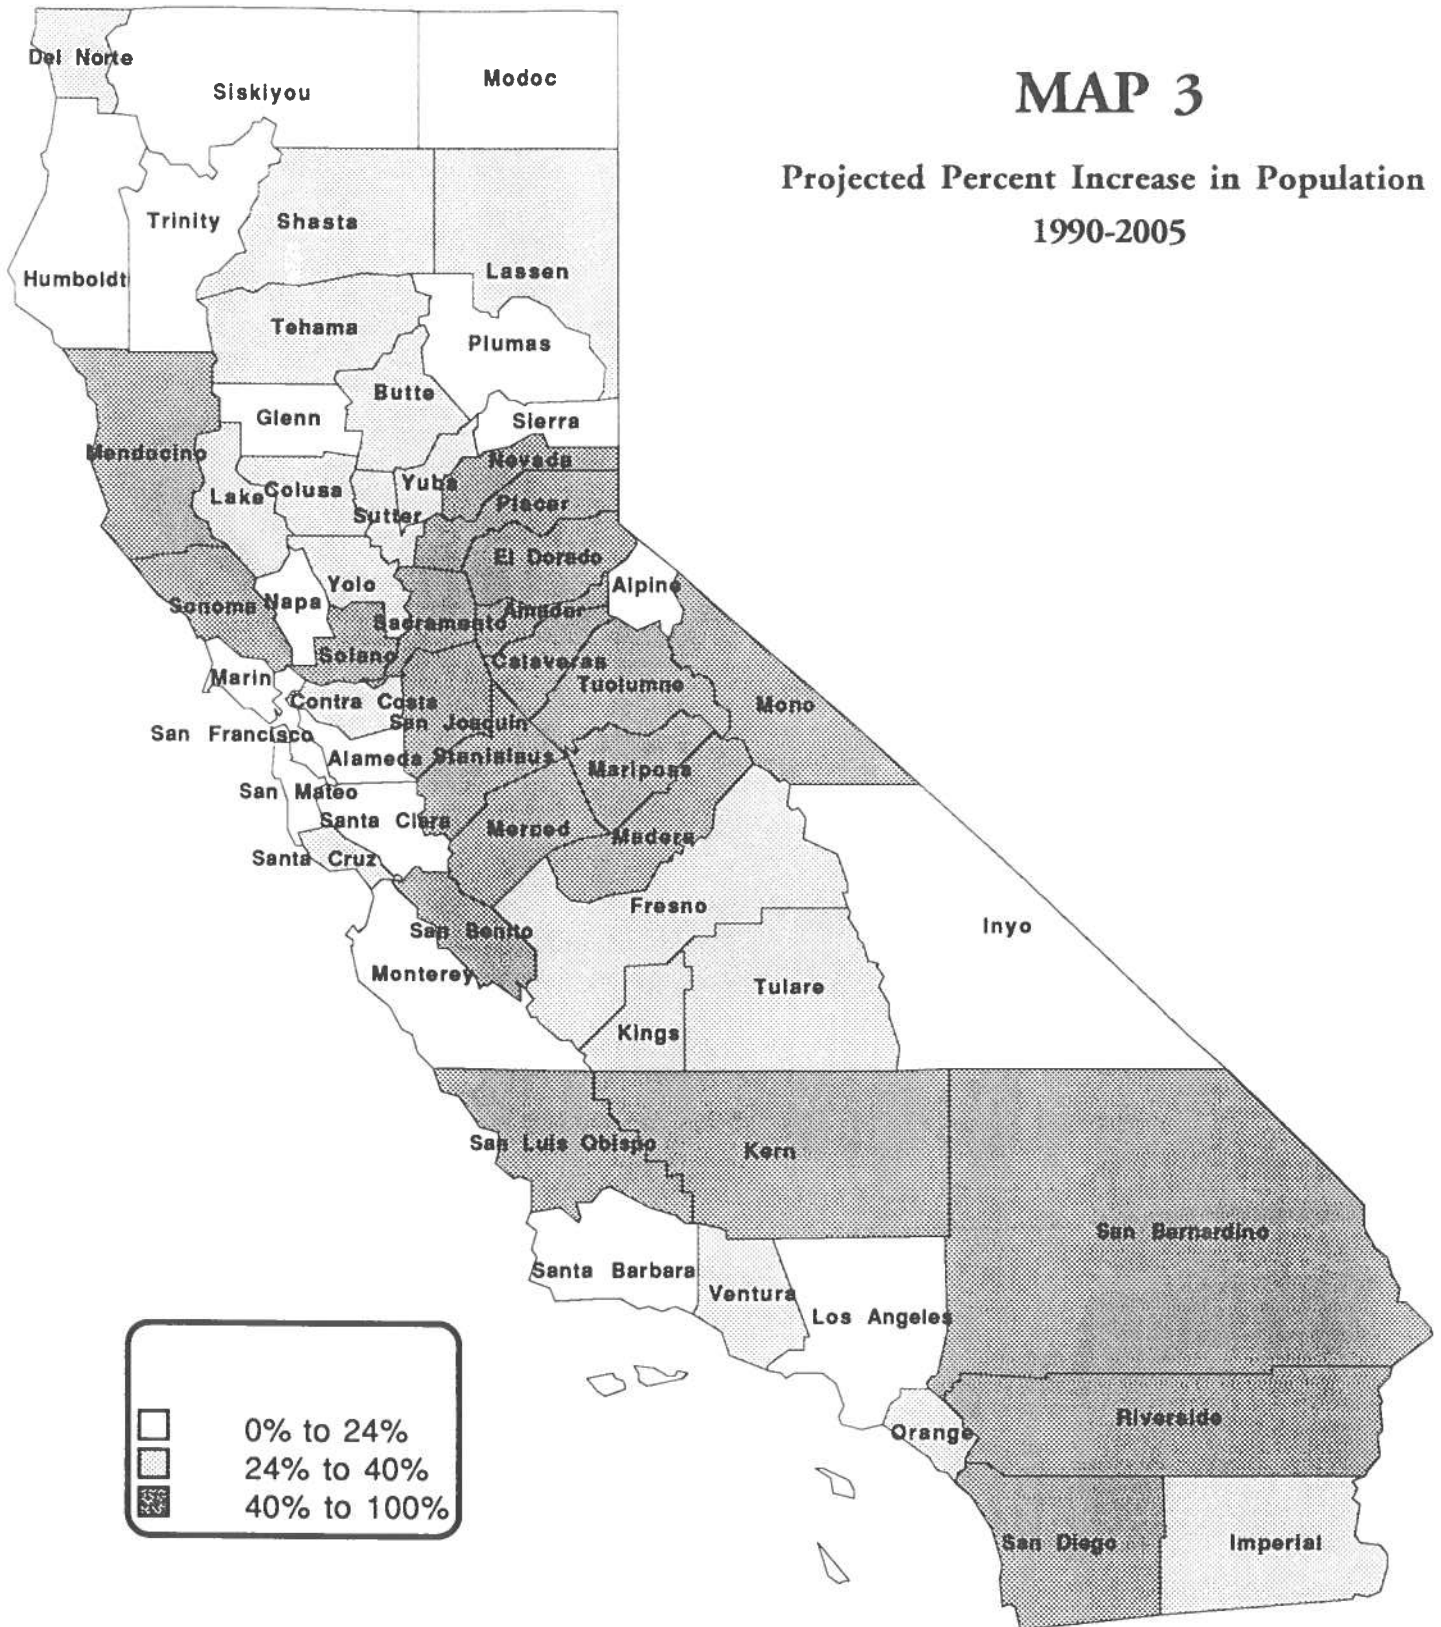 MAP 3
Projected Percent Increase in Population
1990-2005
Del Norte
Siskiyou
Modoc
Trinity
Shasta
Humboldt
Lassen
Tehama
Plumas
Butte
Glenn
Sierra
Mendocino
Nevada
Lake
Colusa
Yuba
Placer
Sutter
El Dorado
Yolo
Alpine
Sonoma
Napa
Amador
Sacramento
Solano
Calaveras
Marin
Tuolumne
Contra Costa
Mono
San Joaquin
San Francisco
Alameda
Stanislaus
Mariposa
San Mateo
Santa Clara
Merced
Madera
Santa Cruz
Fresno
San Benito
Inyo
Monterey
Tulare
Kings
San Luis Obispo
Kern
San Bernardino
Santa Barbara
Ventura
Los Angeles
Riverside
Orange
San Diego
Imperial
0% to 24%
24% to 40%
40% to 100%